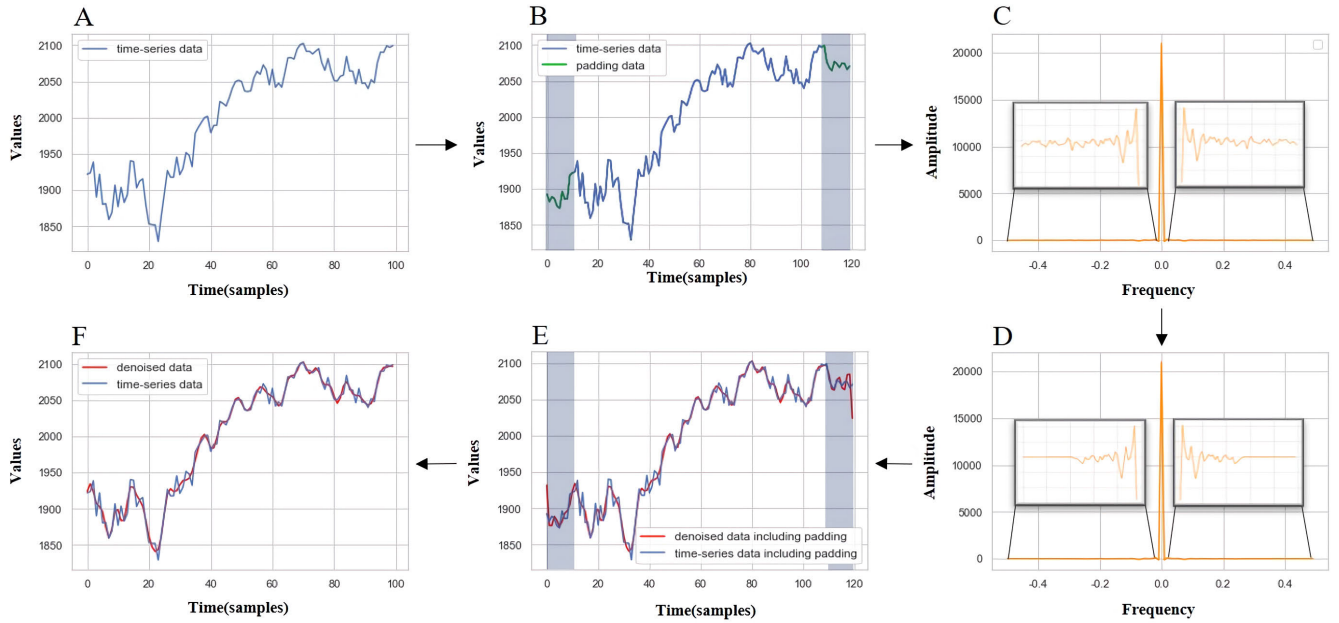 A
time-series data
2100
2050
2000
1950
1900
1850
0
20
40
60
80
100
Values
Time(samples)
B
time-series data
padding data
2100
2050
2000
1950
1900
1850
0
20
40
60
80
100
120
Values
Time(samples)
C
20000
15000
10000
5000
0
-0.4
-0.2
0.0
0.2
0.4
Amplitude
Frequency
F
denoised data
time-series data
2100
2050
2000
1950
1900
1850
0
20
40
60
80
100
Values
Time(samples)
E
denoised data including padding
time-series data including padding
2100
2050
2000
1950
1900
1850
0
20
40
60
80
100
120
Values
Time(samples)
D
20000
15000
10000
5000
0
-0.4
-0.2
0.0
0.2
0.4
Amplitude
Frequency